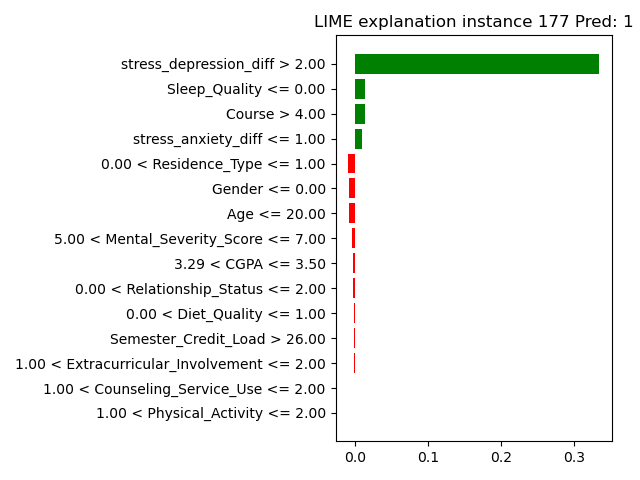 LIME explanation instance 177 Pred: 1
stress_depression_diff > 2.00
Sleep_Quality <= 0.00
Course > 4.00
stress_anxiety_diff <= 1.00
0.00 < Residence_Type <= 1.00
Gender <= 0.00
Age <= 20.00
5.00 < Mental_Severity_Score <= 7.00
3.29 < CGPA <= 3.50
0.00 < Relationship_Status <= 2.00
0.00 < Diet_Quality <= 1.00
Semester_Credit_Load > 26.00
1.00 < Extracurricular_Involvement <= 2.00
1.00 < Counseling_Service_Use <= 2.00
1.00 < Physical_Activity <= 2.00
0.0 0.1 0.2 0.3